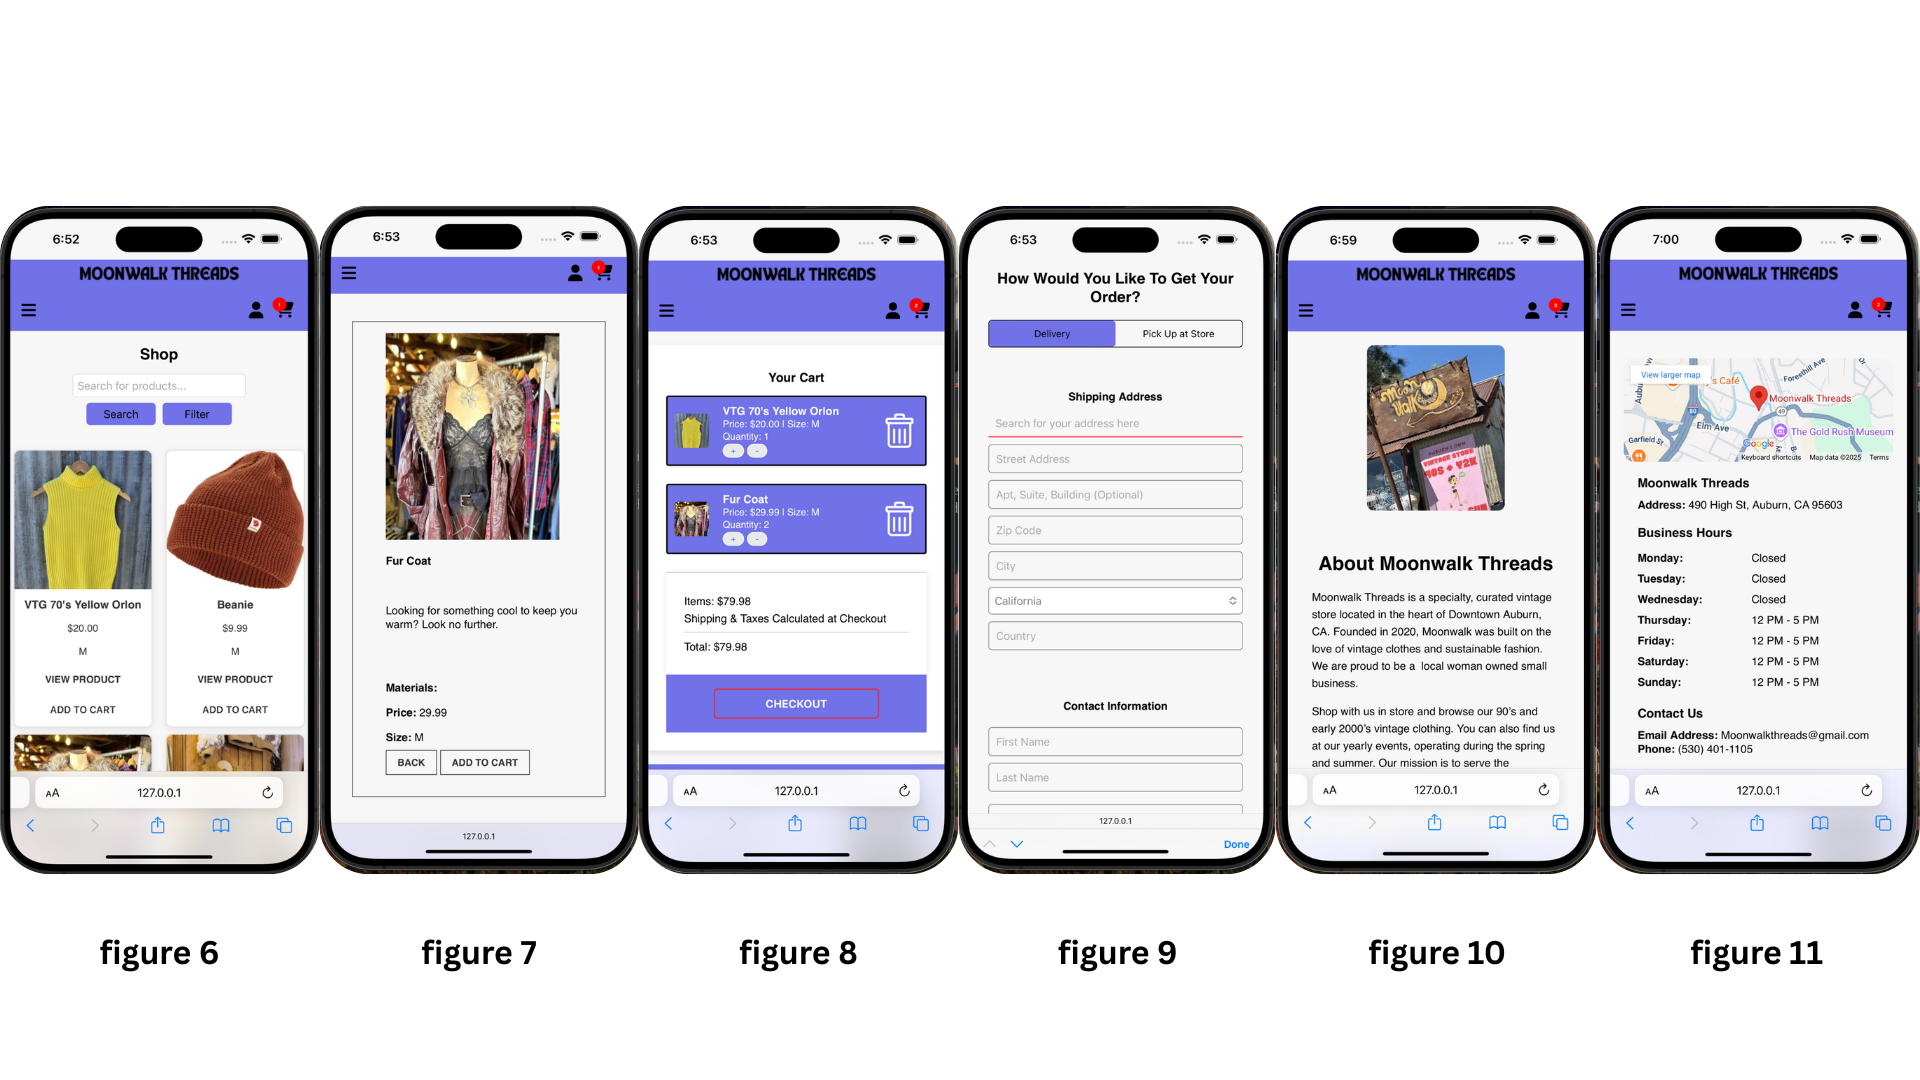 6:52
MOONWALK THREADS
1
Shop
Search for products...
Search
Filter
VTG 70's Yellow Orlon
$20.00
M
VIEW PRODUCT
ADD TO CART
Beanie
$9.99
M
VIEW PRODUCT
ADD TO CART
AA
127.0.0.1
figure 6
6:53
1
Fur Coat
Looking for something cool to keep you
warm? Look no further.
Materials:
Price: 29.99
Size: M
BACK
ADD TO CART
127.0.0.1
figure 7
6:53
MOONWALK THREADS
2
Your Cart
VTG 70's Yellow Orlon
Price: $20.00 | Size: M
Quantity: 1
+
-
Fur Coat
Price: $29.99 | Size: M
Quantity: 2
+
-
Items: $79.98
Shipping & Taxes Calculated at Checkout
Total: $79.98
CHECKOUT
AA
127.0.0.1
figure 8
6:53
How Would You Like To Get Your
Order?
Delivery
Pick Up at Store
Shipping Address
Search for your address here
Street Address
Apt, Suite, Building (Optional)
Zip Code
City
California
Country
Contact Information
First Name
Last Name
127.0.0.1
Done
figure 9
6:59
MOONWALK THREADS
2
Moon
Walk
VINTAGE STORE
90S + Y2K
About Moonwalk Threads
Moonwalk Threads is a specialty, curated vintage
store located in the heart of Downtown Auburn,
CA. Founded in 2020, Moonwalk was built on the
love of vintage clothes and sustainable fashion.
We are proud to be a local woman owned small
business.
Shop with us in store and browse our 90's and
early 2000's vintage clothing. You can also find us
at our yearly events, operating during the spring
and summer. Our mission is to serve the
AA
127.0.0.1
figure 10
7:00
MOONWALK THREADS
2
View larger map
's Café
Foresthill Ave
Aubu
80
Moonwalk Threads
49
Elm Ave
The Gold Rush Museum
Garfield St
Google
Keyboard shortcuts
Map data ©2025
Terms
Moonwalk Threads
Address: 490 High St, Auburn, CA 95603
Business Hours
Monday: Closed
Tuesday: Closed
Wednesday: Closed
Thursday: 12 PM - 5 PM
Friday: 12 PM - 5 PM
Saturday: 12 PM - 5 PM
Sunday: 12 PM - 5 PM
Contact Us
Email Address: Moonwalkthreads@gmail.com
Phone: (530) 401-1105
AA
127.0.0.1
figure 11